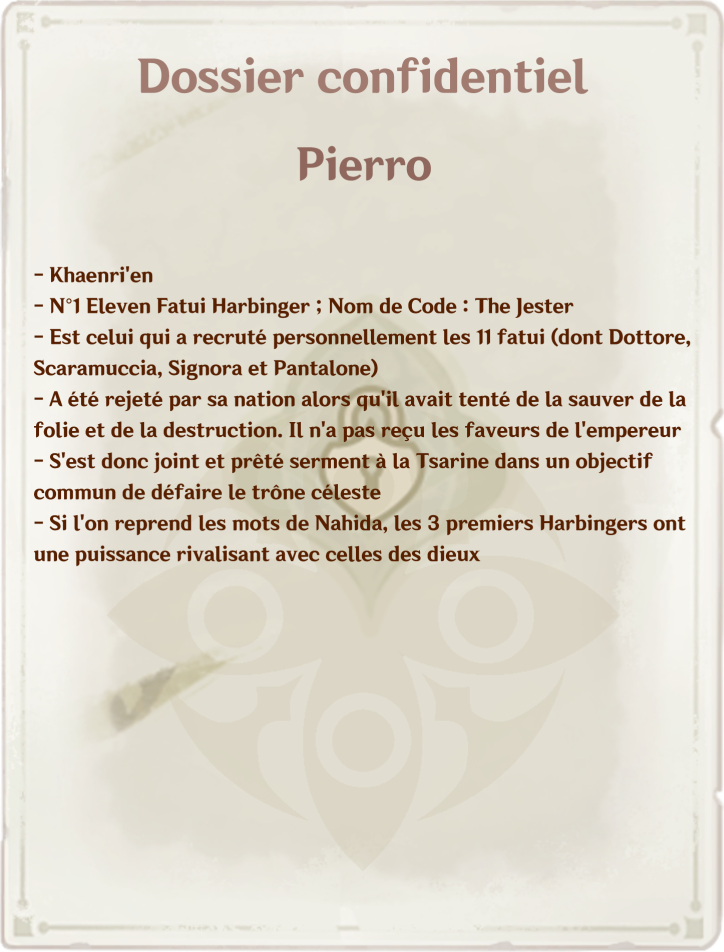 Dossier confidentiel
Pierro
- Khaenri'en
- N°1 Eleven Fatui Harbinger ; Nom de Code : The Jester
- Est celui qui a recruté personnellement les 11 fatui (dont Dottore,
Scaramuccia, Signora et Pantalone)
- A été rejeté par sa nation alors qu'il avait tenté de la sauver de la
folie et de la destruction. Il n'a pas reçu les faveurs de l'empereur
- S'est donc joint et prêté serment à la Tsarine dans un objectif
commun de défaire le trône céleste
- Si l'on reprend les mots de Nahida, les 3 premiers Harbingers ont
une puissance rivalisant avec celles des dieux